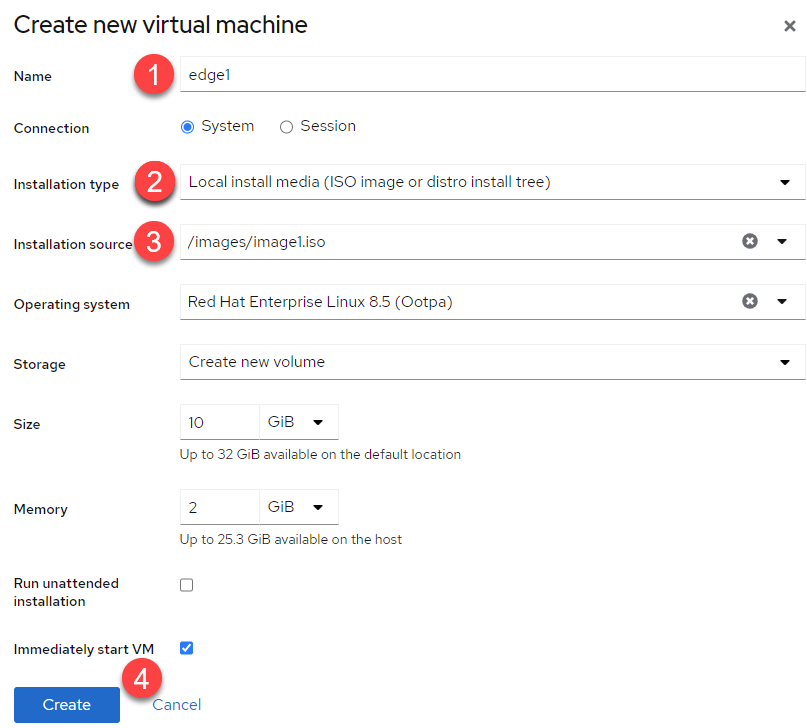 Create new virtual machine
Name 1 edge1
Connection System Session
Installation type 2 Local install media (ISO image or distro install tree)
Installation source 3 /images/image1.iso
Operating system Red Hat Enterprise Linux 8.5 (Ootpa)
Storage Create new volume
Size 10 GiB
Up to 32 GiB available on the default location
Memory 2 GiB
Up to 25.3 GiB available on the host
Run unattended
installation
Immediately start VM
4
Create Cancel